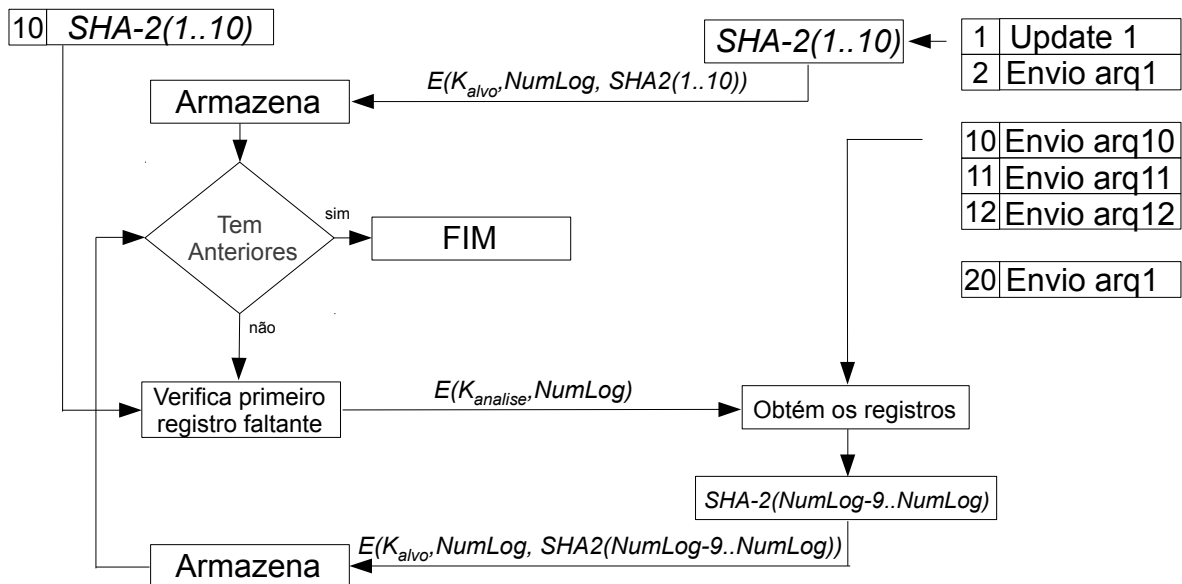 10 SHA-2(1..10)
SHA-2(1..10)
1 Update 1
2 Envio arq1
E(Kalvo,NumLog, SHA2(1..10))
Armazena
10 Envio arq10
11 Envio arq11
12 Envio arq12
Tem
Anteriores
sim
FIM
20 Envio arq1
não
Verifica primeiro
registro faltante
E(Kanalise,NumLog)
Obtém os registros
SHA-2(NumLog-9..NumLog)
E(Kalvo,NumLog, SHA2(NumLog-9..NumLog))
Armazena